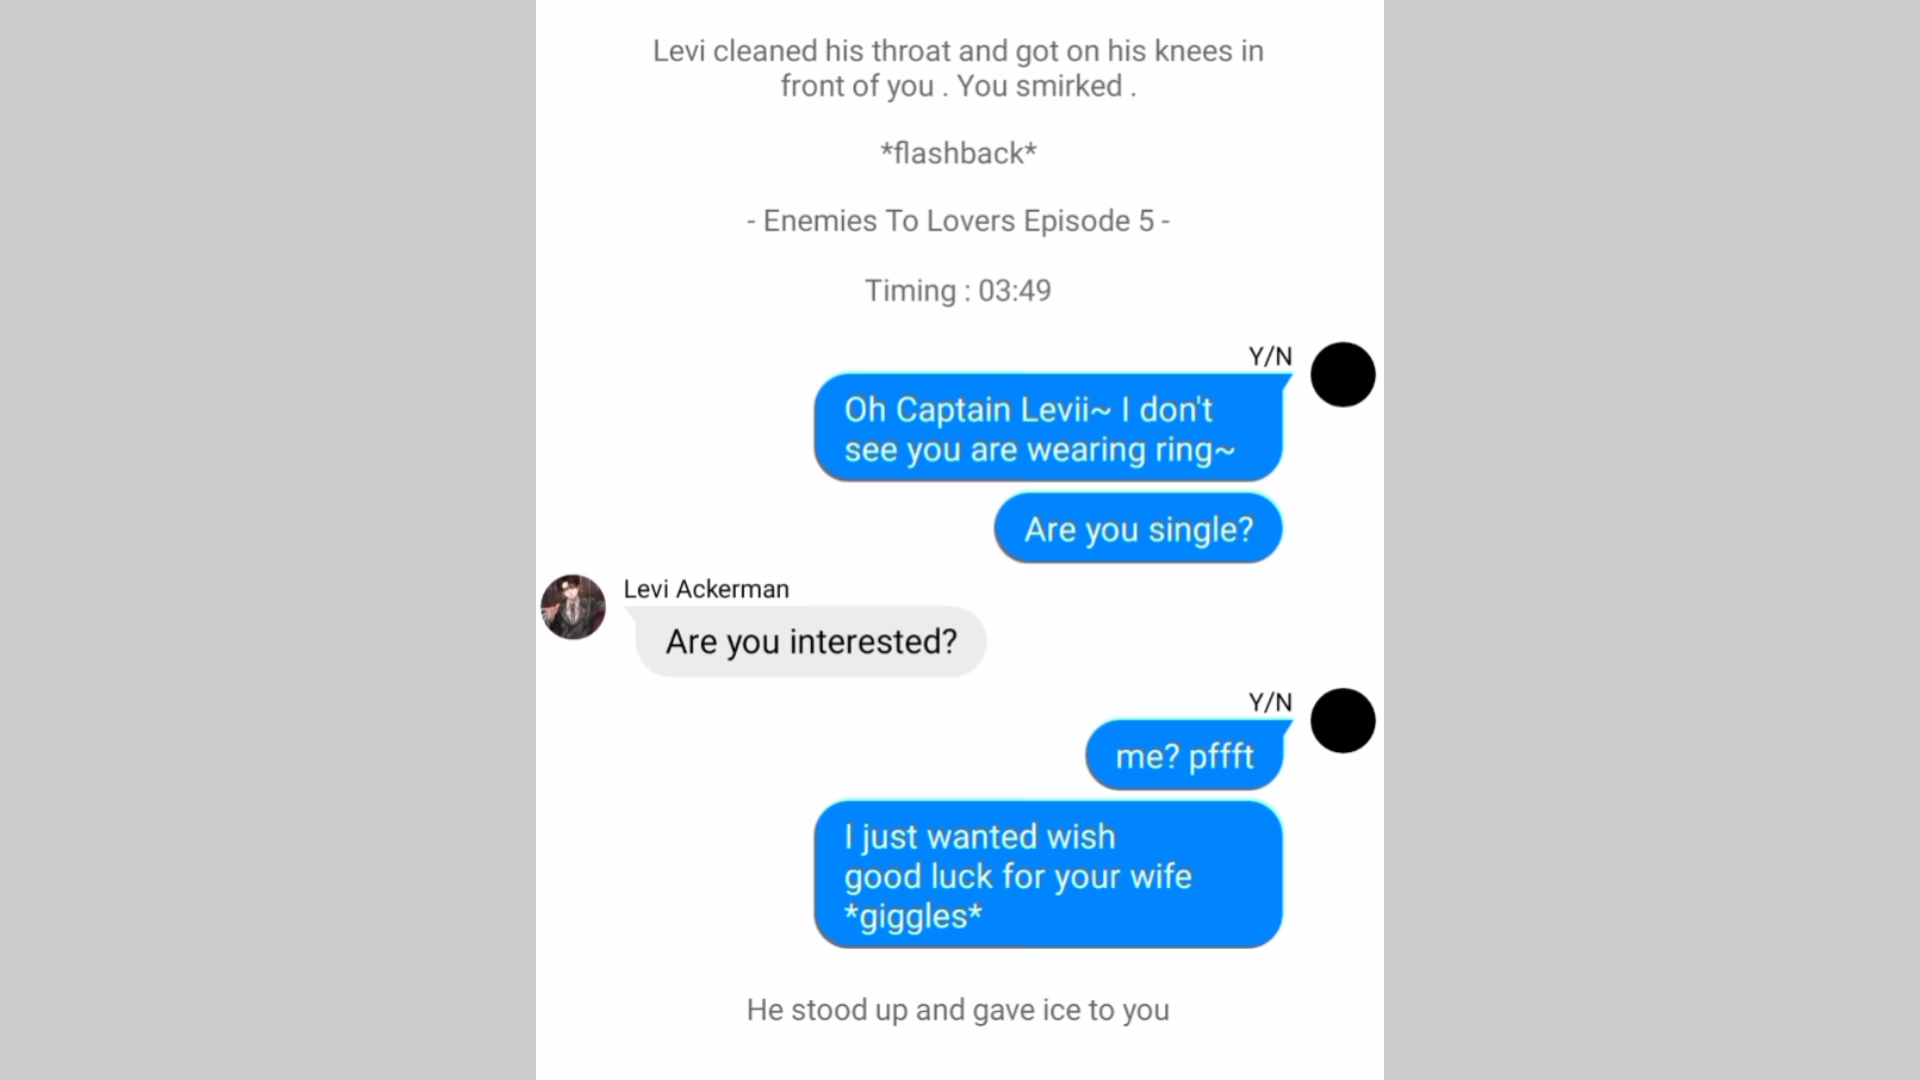 Levi cleaned his throat and got on his knees in
front of you . You smirked .
*flashback*
- Enemies To Lovers Episode 5 -
Timing : 03:49
Y/N
Oh Captain Levii~ I don't
see you are wearing ring~
Are you single?
Levi Ackerman
Are you interested?
Y/N
me? pffft
I just wanted wish
good luck for your wife
*giggles*
He stood up and gave ice to you